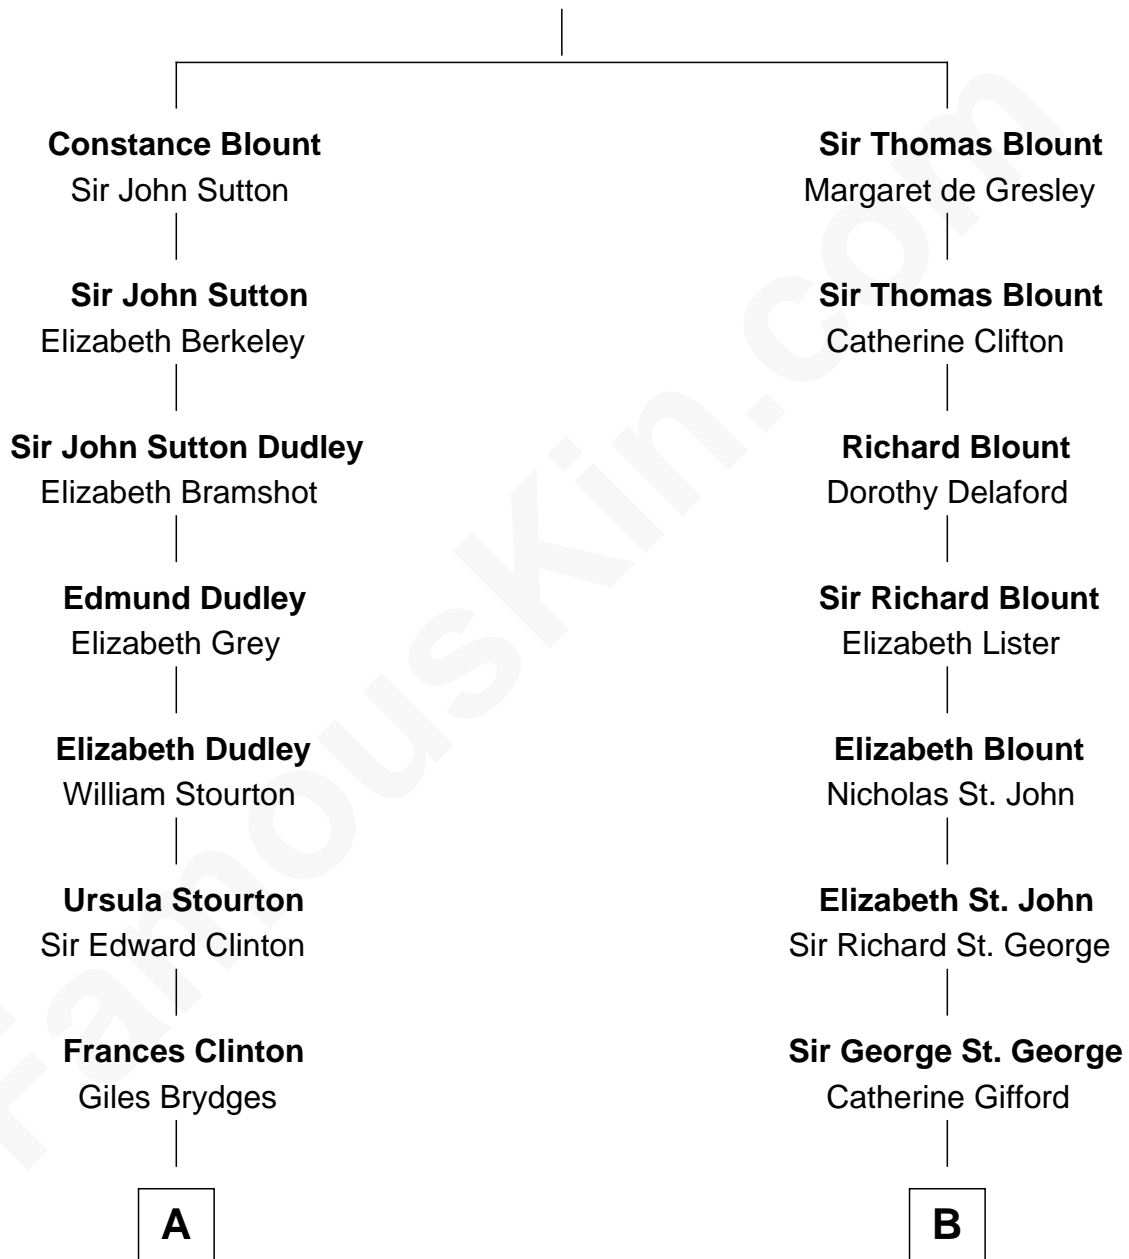 Constance Blount
Sir John Sutton
Sir Thomas Blount
Margaret de Gresley
Sir John Sutton
Elizabeth Berkeley
Sir Thomas Blount
Catherine Clifton
Sir John Sutton Dudley
Elizabeth Bramshot
Richard Blount
Dorothy Delaford
Edmund Dudley
Elizabeth Grey
Sir Richard Blount
Elizabeth Lister
Elizabeth Dudley
William Stourton
Elizabeth Blount
Nicholas St. John
Ursula Stourton
Sir Edward Clinton
Elizabeth St. John
Sir Richard St. George
Frances Clinton
Giles Brydges
Sir George St. George
Catherine Gifford
A
B
FamousKin.com